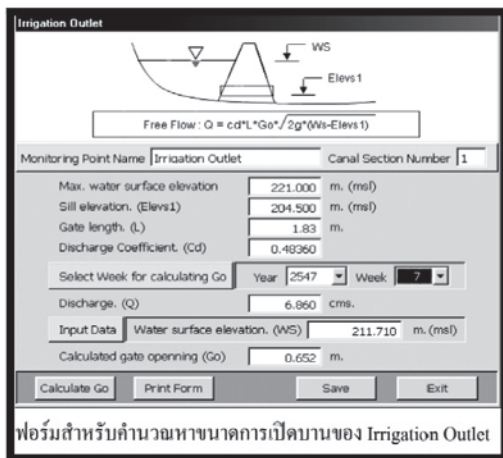 Irrigation Outlet
WS
Elevs1
Free Flow : Q = cd*L*Go*√2g*(Ws-Elevs1)
Monitoring Point Name Irrigation Outlet Canal Section Number 1
Max. water surface elevation 221.000 m. (msl)
Sill elevation. (Elevs1) 204.500 m. (msl)
Gate length. (L) 1.83 m.
Discharge Coefficient. (Cd) 0.48360
Select Week for calculating Go Year 2547 Week 7
Discharge. (Q) 6.860 cms.
Input Data Water surface elevation. (WS) 211.710 m. (msl)
Calculated gate openning (Go) 0.652 m.
Calculate Go Print Form Save Exit
ฟอร์มสำหรับคำนวณหาขนาดการเปิดบานของ Irrigation Outlet